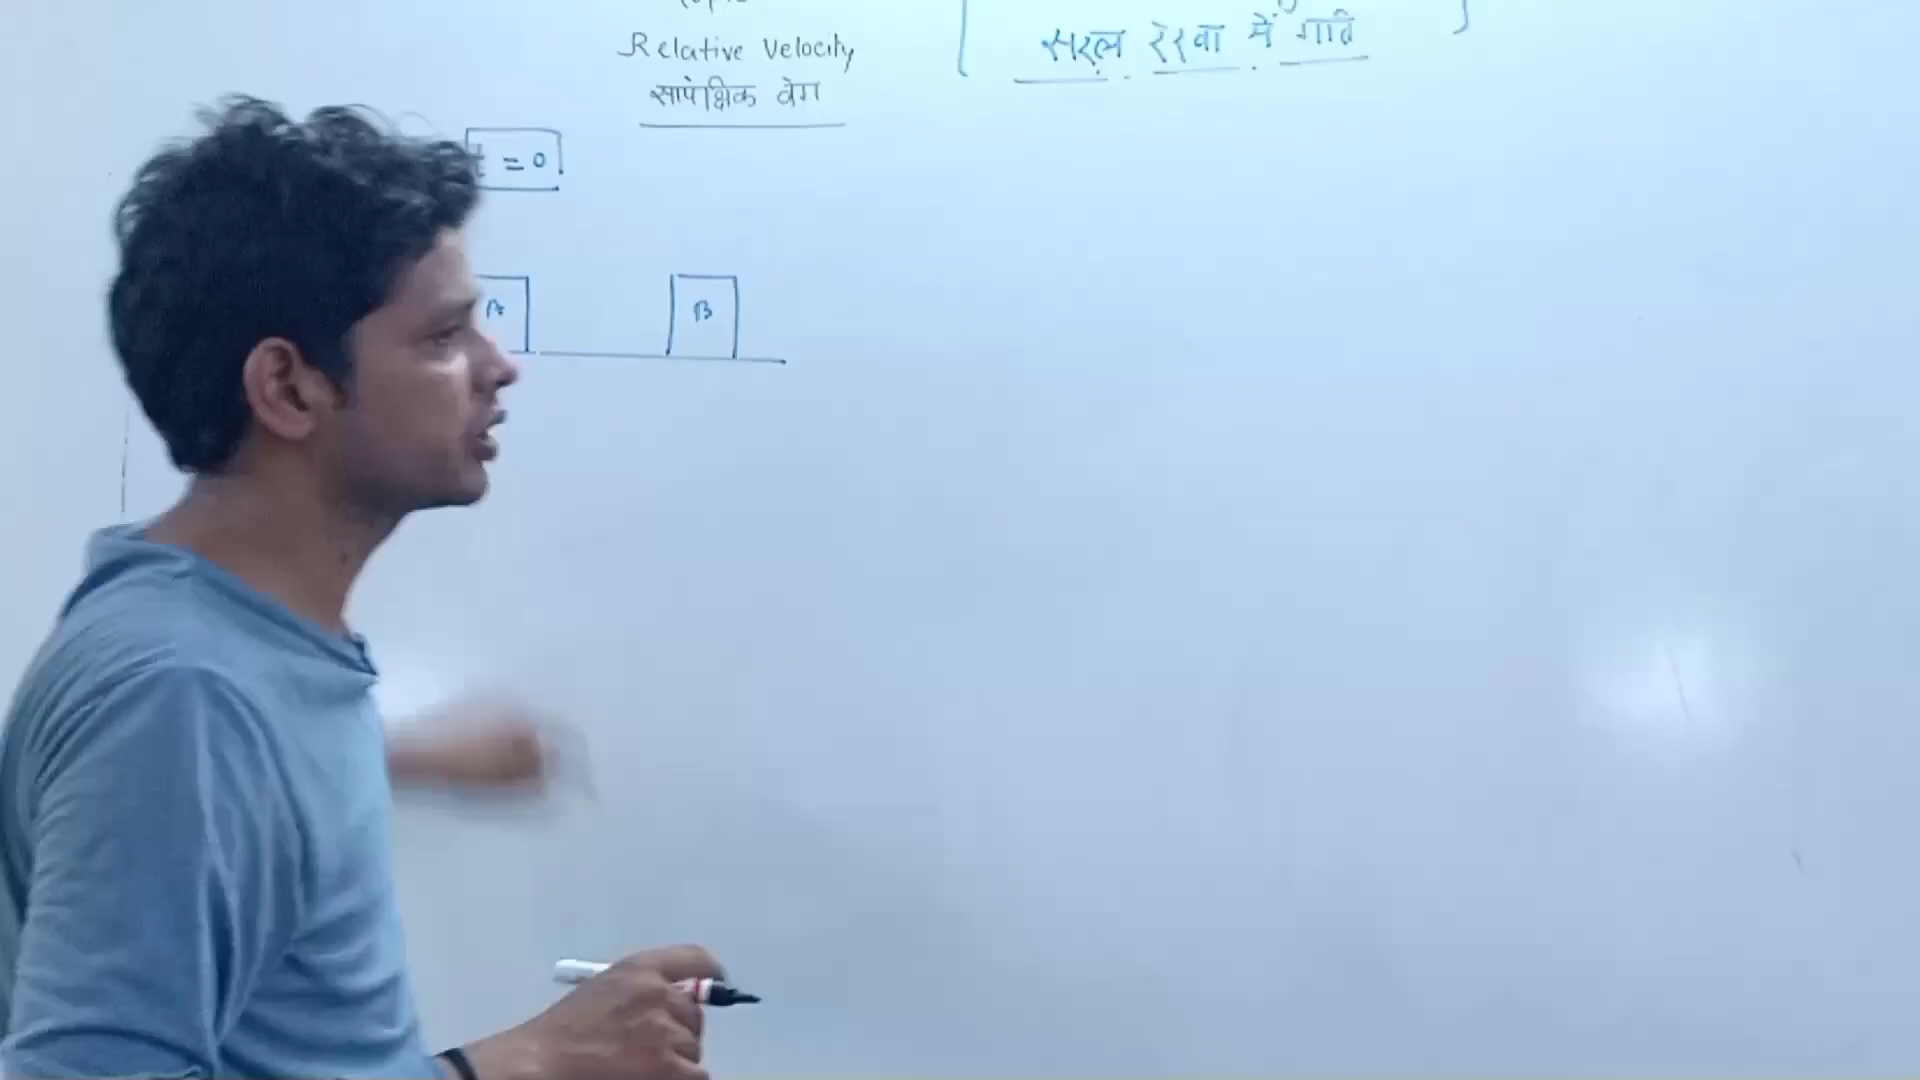 Relative Velocity
सापेक्षिक वेग
सरल रेखा में गति
t = 0
A
B